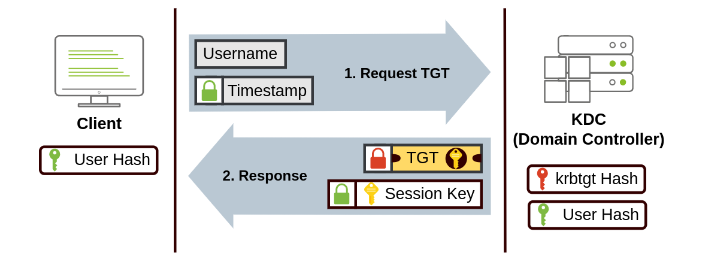 Username
Timestamp
1. Request TGT
Client
User Hash
KDC
(Domain Controller)
TGT
2. Response
Session Key
krbtgt Hash
User Hash